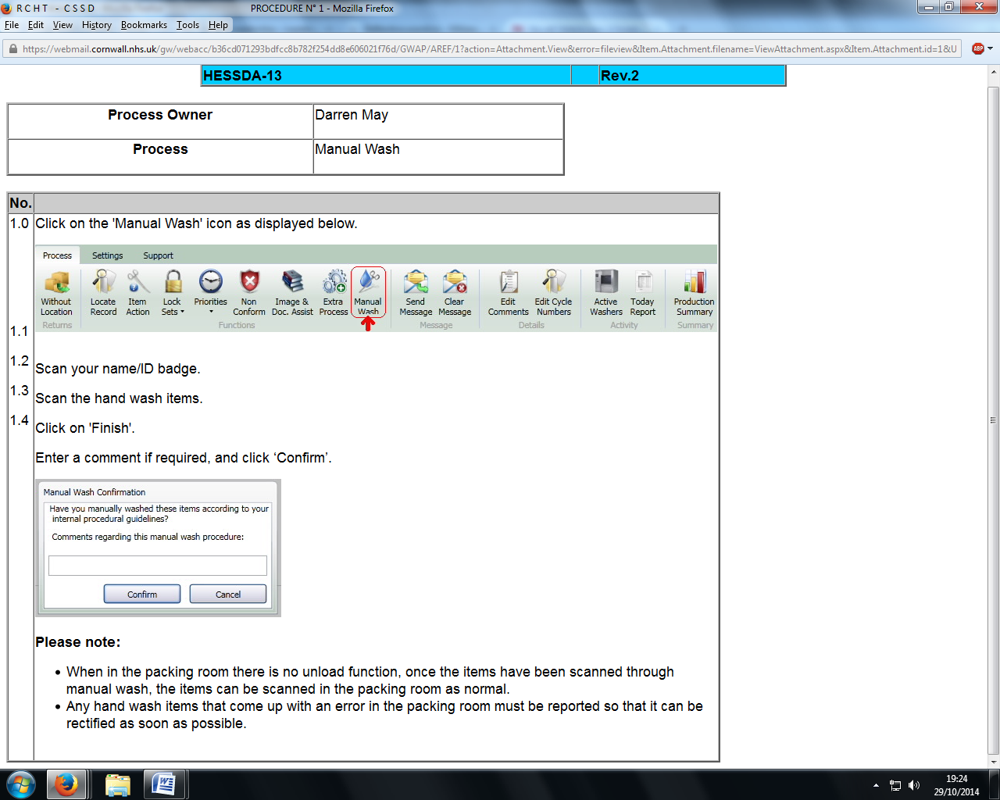 R C H T - C S S D PROCEDURE N° 1 - Mozilla Firefox
File Edit View History Bookmarks Tools Help
https://webmail.cornwall.nhs.uk/gw/webacc/b36cd071293bdfcc8b782f254dd8e606021f76d/GWAP/AREF/1?action=Attachment.View&error=fileview&Item.Attachment.filename=ViewAttachment.aspx&Item.Attachment.id=1&U
ABP
HESSDA-13 Rev.2
Process Owner Darren May
Process Manual Wash
No.
1.0 Click on the 'Manual Wash' icon as displayed below.
Process Settings Support
Without Location
Locate Record
Item Action
Lock Sets
Priorities
Non Conform
Image & Doc. Assist
Extra Process
Manual Wash
Send Message
Clear Message
Edit Comments
Edit Cycle Numbers
Active Washers
Today Report
Production Summary
Returns Functions Message Details Activity Summary
1.1
1.2 Scan your name/ID badge.
1.3 Scan the hand wash items.
1.4 Click on 'Finish'.
Enter a comment if required, and click ‘Confirm’.
Manual Wash Confirmation
Have you manually washed these items according to your
internal procedural guidelines?
Comments regarding this manual wash procedure:
Confirm Cancel
Please note:
• When in the packing room there is no unload function, once the items have been scanned through
manual wash, the items can be scanned in the packing room as normal.
• Any hand wash items that come up with an error in the packing room must be reported so that it can be
rectified as soon as possible.
19:24
29/10/2014